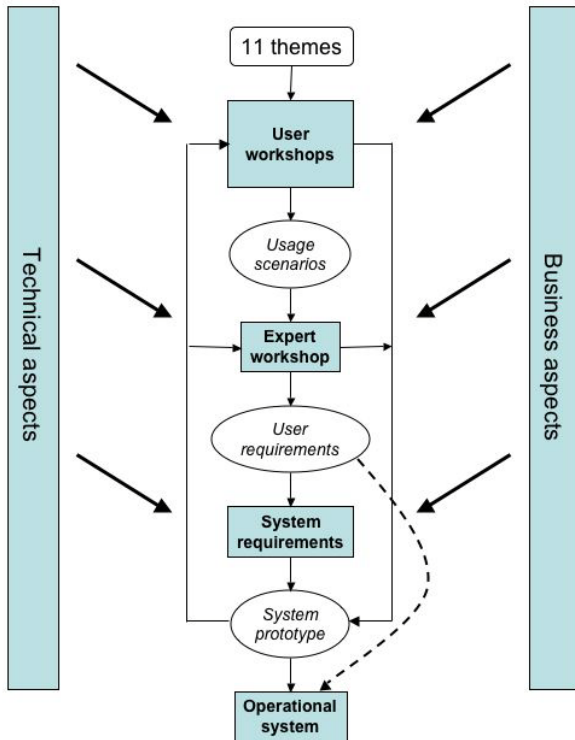 11 themes
User
workshops
Usage
scenarios
Expert
workshop
User
requirements
System
requirements
System
prototype
Operational
system
Technical aspects
Business aspects